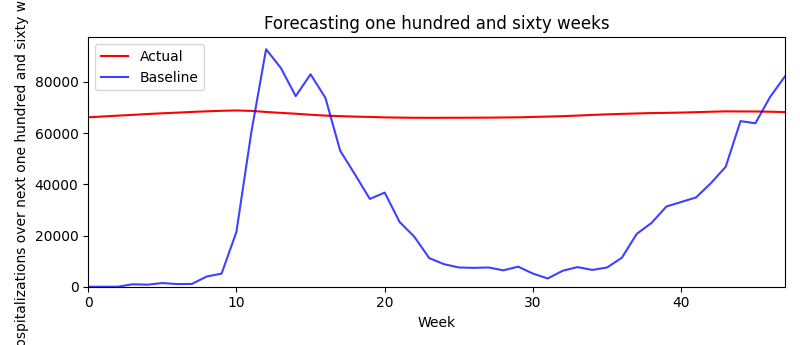 Forecasting one hundred and sixty weeks
Actual
Baseline
80000
60000
40000
20000
0
0
10
20
30
40
Week
ospitalizations over next one hundred and sixty w